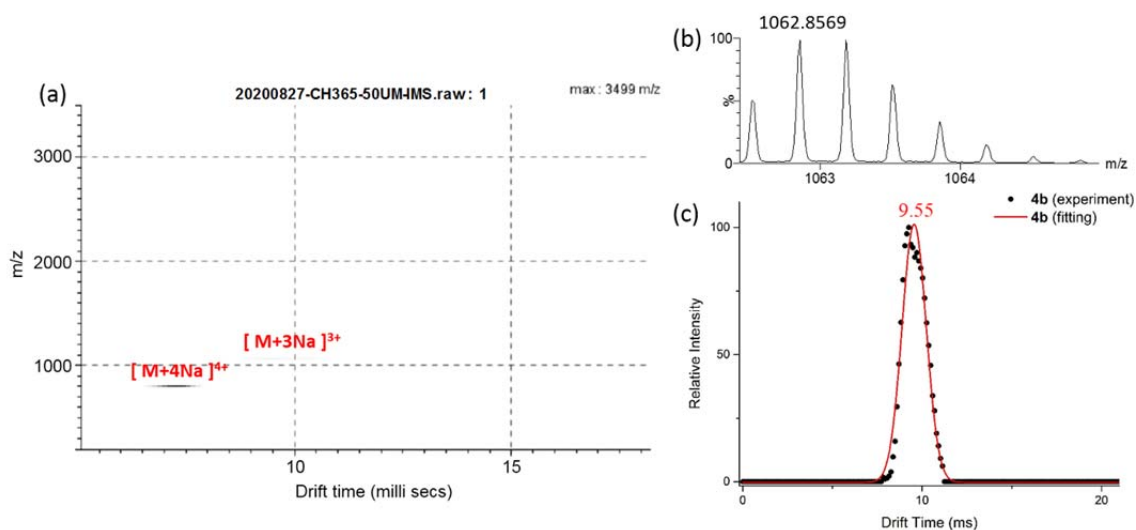 (a)
20200827-CH365-50UM-IMS.raw : 1
max : 3499 m/z
3000
2000
1000
m/z
[ M+3Na ]3+
[ M+4Na ]4+
10
15
Drift time (milli secs)
(b)
1062.8569
100
%
0
1063
1064
m/z
(c)
4b (experiment)
4b (fitting)
9.55
100
50
0
Relative Intensity
0
10
20
Drift Time (ms)